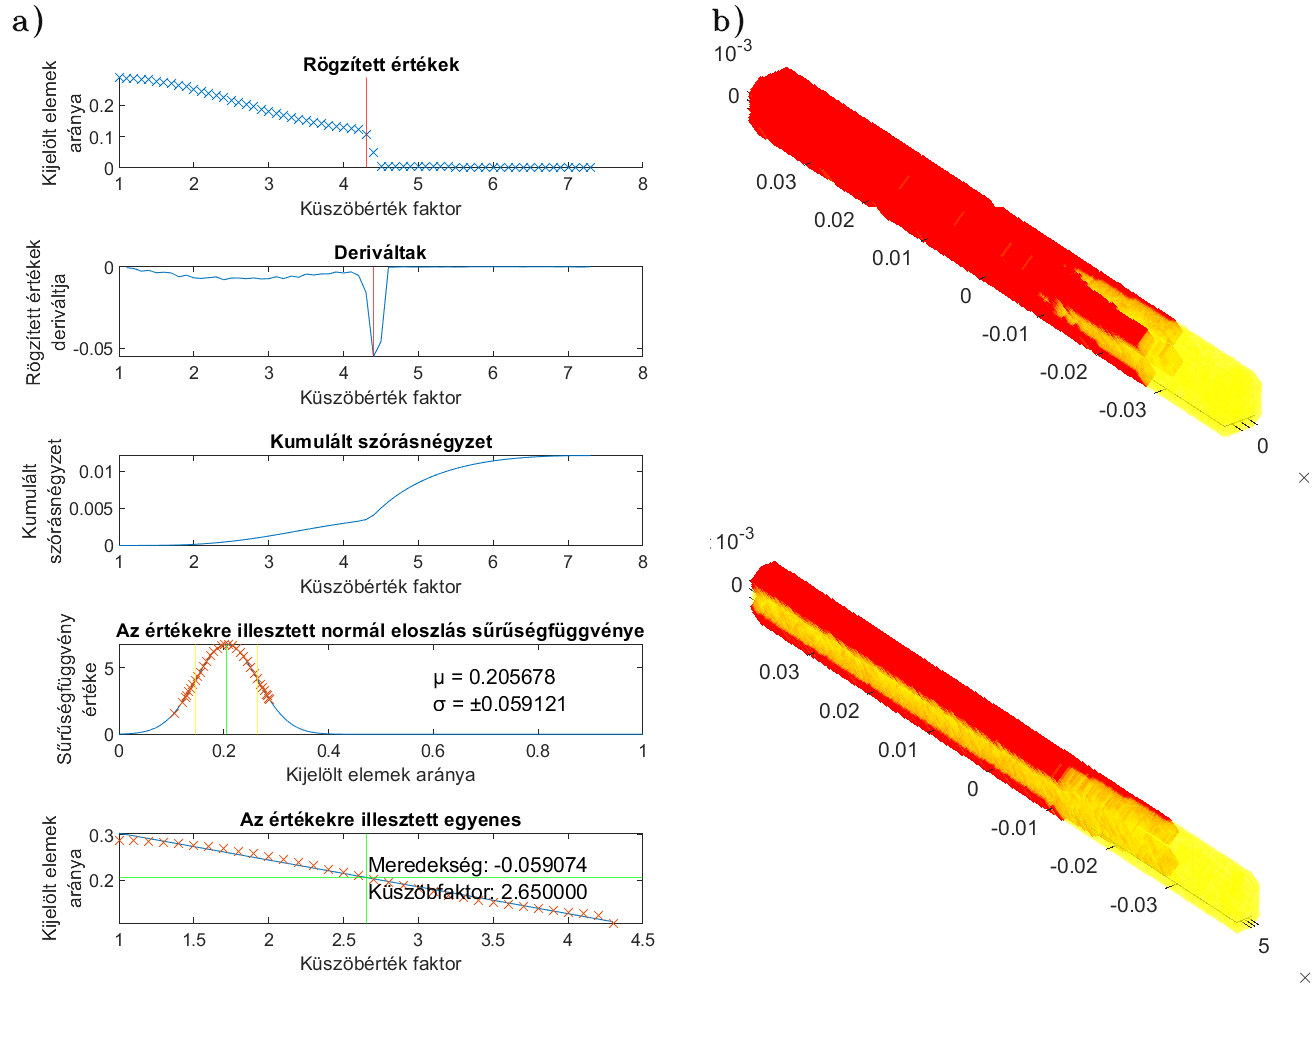 a)
Rögzített értékek
Kijelölt elemek
aránya
0.2
0.1
0
1 2 3 4 5 6 7 8
Küszöbérték faktor
Deriváltak
Rögzített értékek
deriváltja
0
-0.05
1 2 3 4 5 6 7 8
Küszöbérték faktor
Kumulált szórásnégyzet
Kumulált
szórásnégyzet
0.01
0.005
0
1 2 3 4 5 6 7 8
Küszöbérték faktor
Az értékekre illesztett normál eloszlás sűrűségfüggvénye
Sűrűségfüggvény
értéke
5
0
μ = 0.205678
σ = ±0.059121
0 0.2 0.4 0.6 0.8 1
Kijelölt elemek aránya
Az értékekre illesztett egyenes
Kijelölt elemek
aránya
0.3
0.2
Meredekség: -0.059074
Küszöbfaktor: 2.650000
1 1.5 2 2.5 3 3.5 4 4.5
Küszöbérték faktor
b)
10-3
0
0.03
0.02
0.01
0
-0.01
-0.02
-0.03
0
×
10-3
0
0.03
0.02
0.01
0
-0.01
-0.02
-0.03
5
×